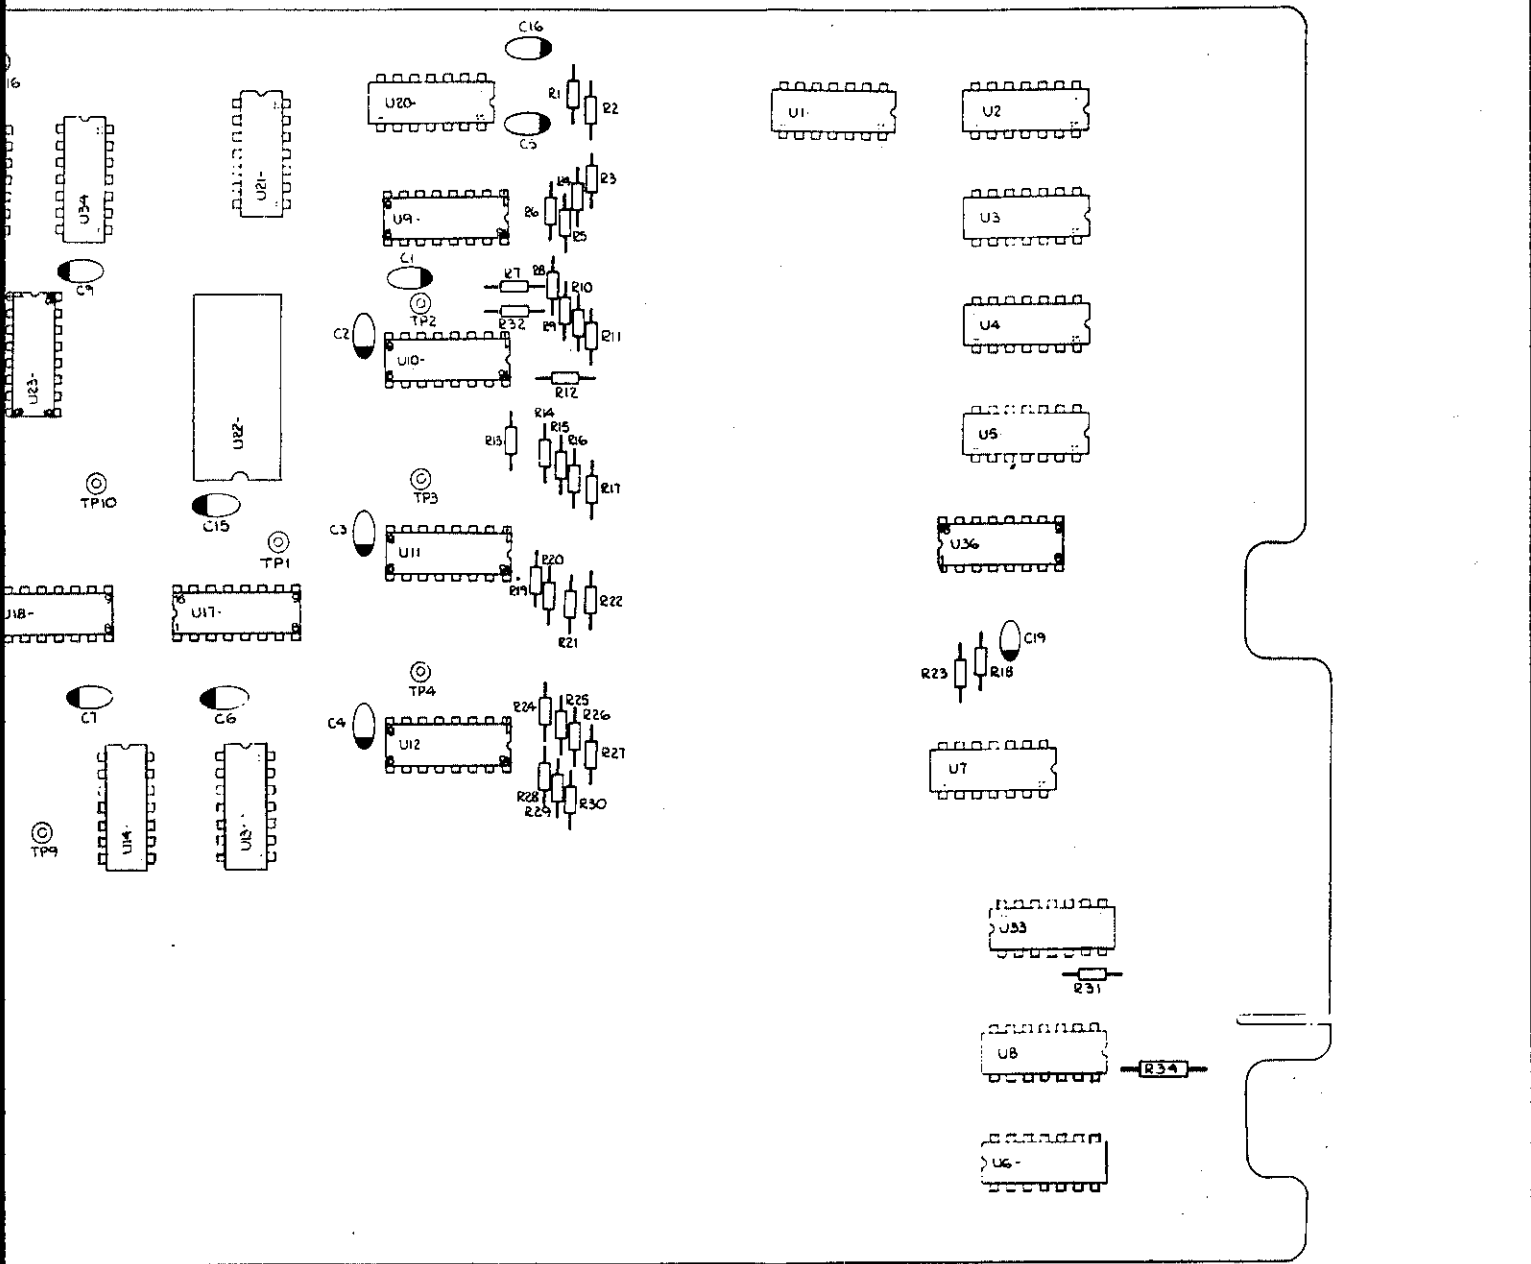 C16
16
U20-
R1
R2
U1-
U2
C5
U34
U21-
R3
R4
R6
R5
U9-
U3
C1
C9
R7
R8
R10
TP2
R32
R9
R11
C2
U10-
U4
U23-
R12
U22-
R13
R14
R15
R16
U5
TP10
TP3
R17
C15
C3
TP1
U11
U36
R20
R19
R22
R21
U18-
U17-
16
1
C19
R23
R18
TP4
C7
C6
C4
R24
R25
R26
R27
U12
U7
R28
R29
R30
U14-
U13-
TP9
U33
R31
U8
R34
U6-